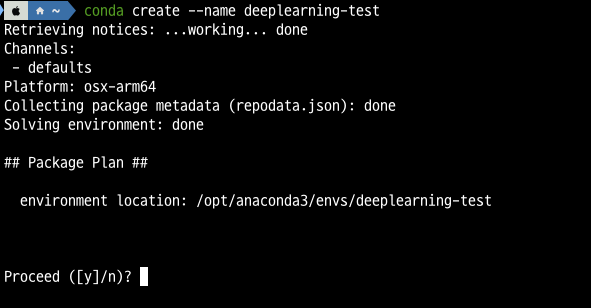 ~ conda create --name deeplearning-test
Retrieving notices: ...working... done
Channels:
 - defaults
Platform: osx-arm64
Collecting package metadata (repodata.json): done
Solving environment: done
## Package Plan ##
  environment location: /opt/anaconda3/envs/deeplearning-test
Proceed ([y]/n)?